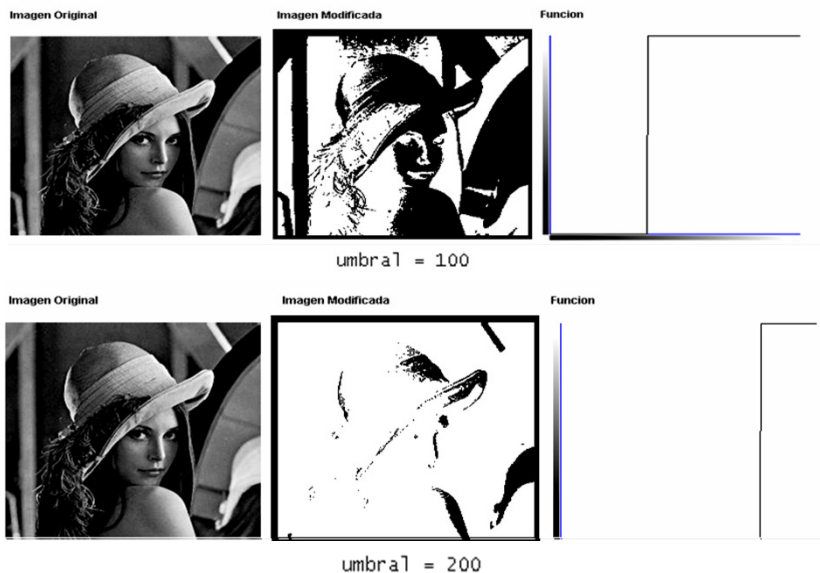 Imagen Original
Imagen Modificada
Funcion
umbral = 100
Imagen Original
Imagen Modificada
Funcion
umbral = 200